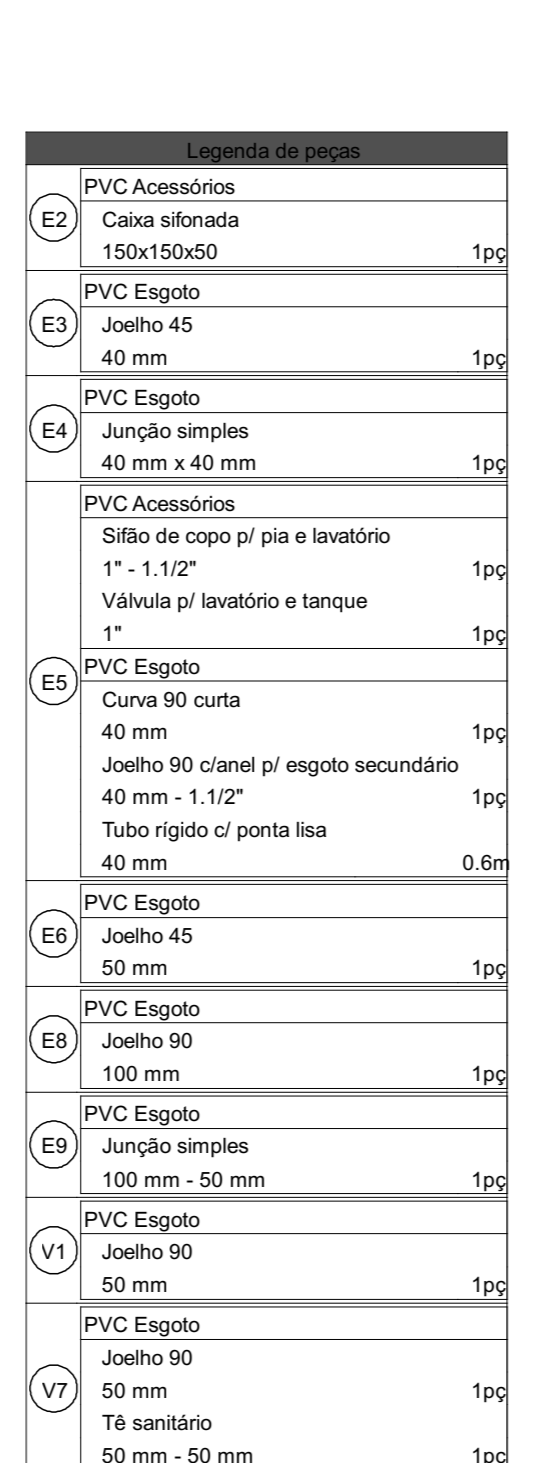 Legenda de peças
PVC Acessórios
E2
Caixa sifonada
150x150x50 1pç
PVC Esgoto
E3
Joelho 45
40 mm 1pç
PVC Esgoto
E4
Junção simples
40 mm x 40 mm 1pç
PVC Acessórios
Sifão de copo p/ pia e lavatório
1" - 1.1/2" 1pç
Válvula p/ lavatório e tanque
1" 1pç
E5
PVC Esgoto
Curva 90 curta
40 mm 1pç
Joelho 90 c/anel p/ esgoto secundário
40 mm - 1.1/2" 1pç
Tubo rígido c/ ponta lisa
40 mm 0.6m
PVC Esgoto
E6
Joelho 45
50 mm 1pç
PVC Esgoto
E8
Joelho 90
100 mm 1pç
PVC Esgoto
E9
Junção simples
100 mm - 50 mm 1pç
PVC Esgoto
V1
Joelho 90
50 mm 1pç
PVC Esgoto
Joelho 90
V7
50 mm 1pç
Tê sanitário
50 mm - 50 mm 1pç